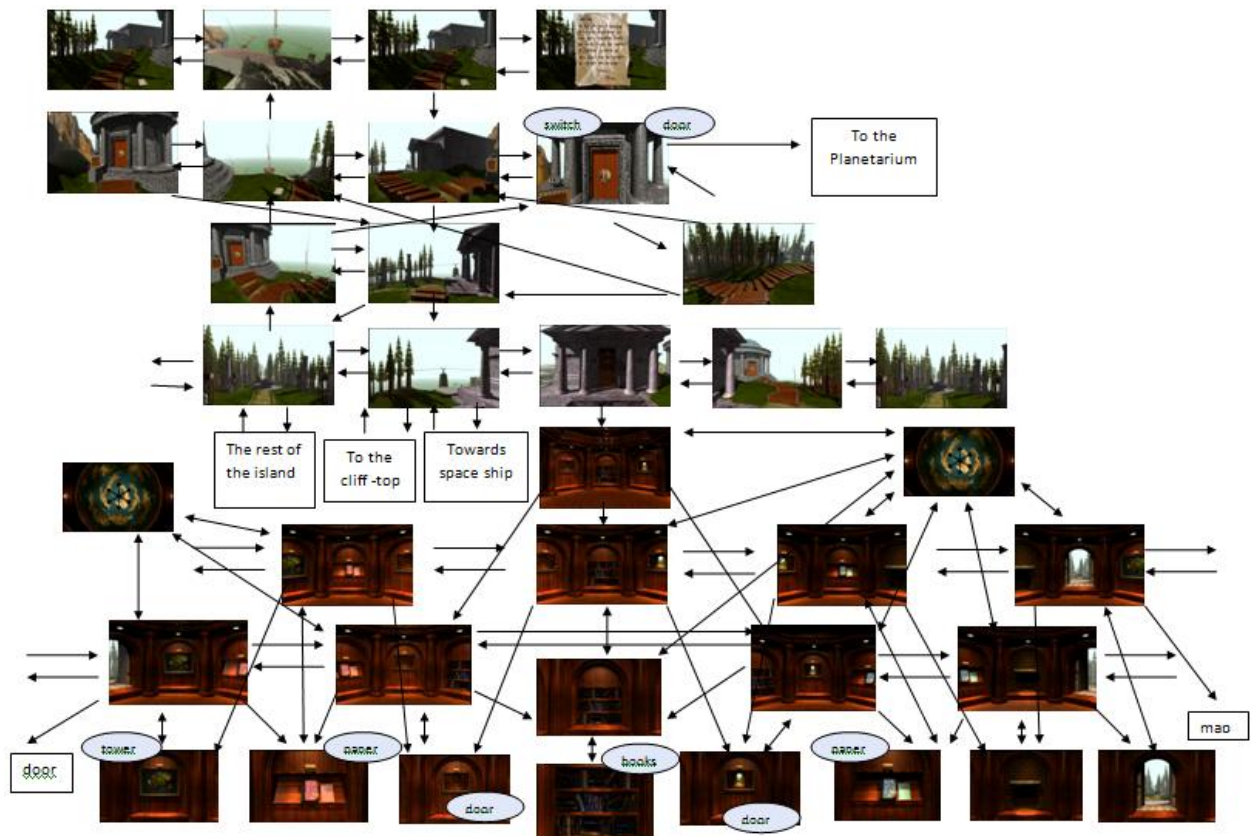 switch
door
To the
Planetarium
The rest of
the island
To the
cliff -top
Towards
space ship
map
door
tower
paper
door
books
door
paper